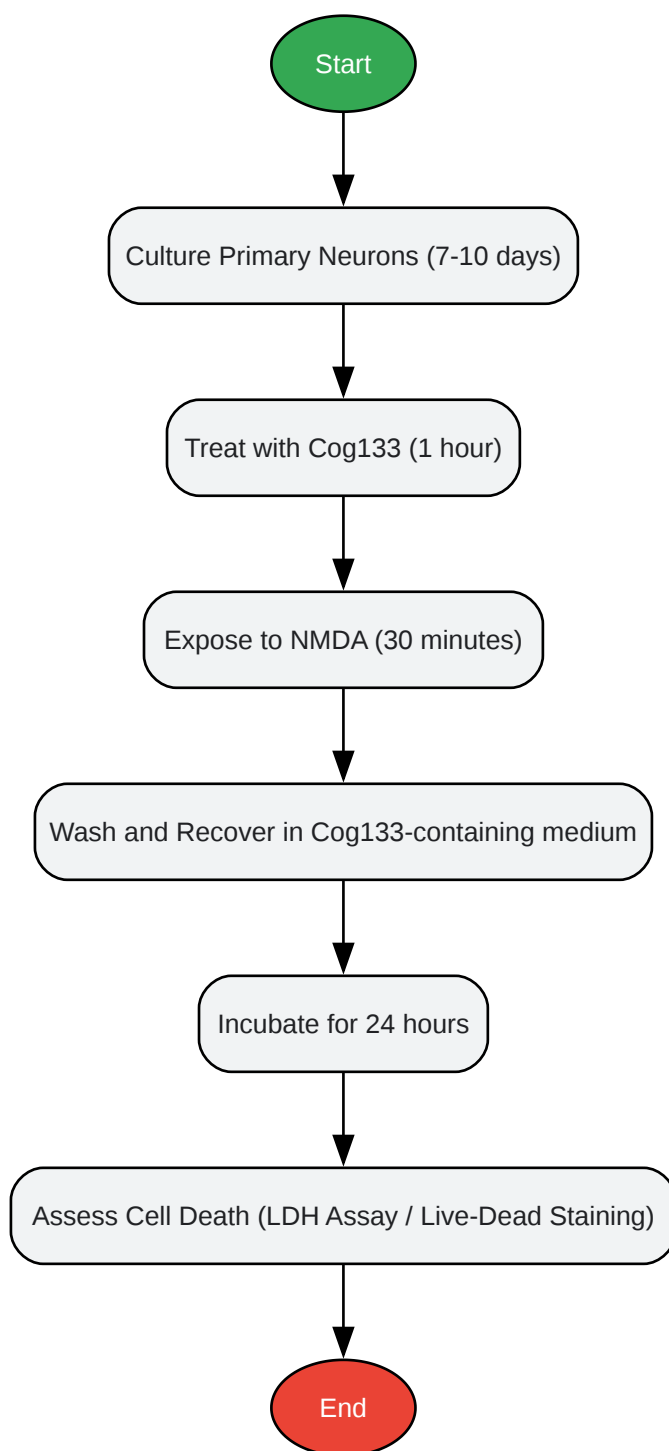 Start
Culture Primary Neurons (7-10 days)
Treat with Cog133 (1 hour)
Expose to NMDA (30 minutes)
Wash and Recover in Cog133-containing medium
Incubate for 24 hours
Assess Cell Death (LDH Assay / Live-Dead Staining)
End